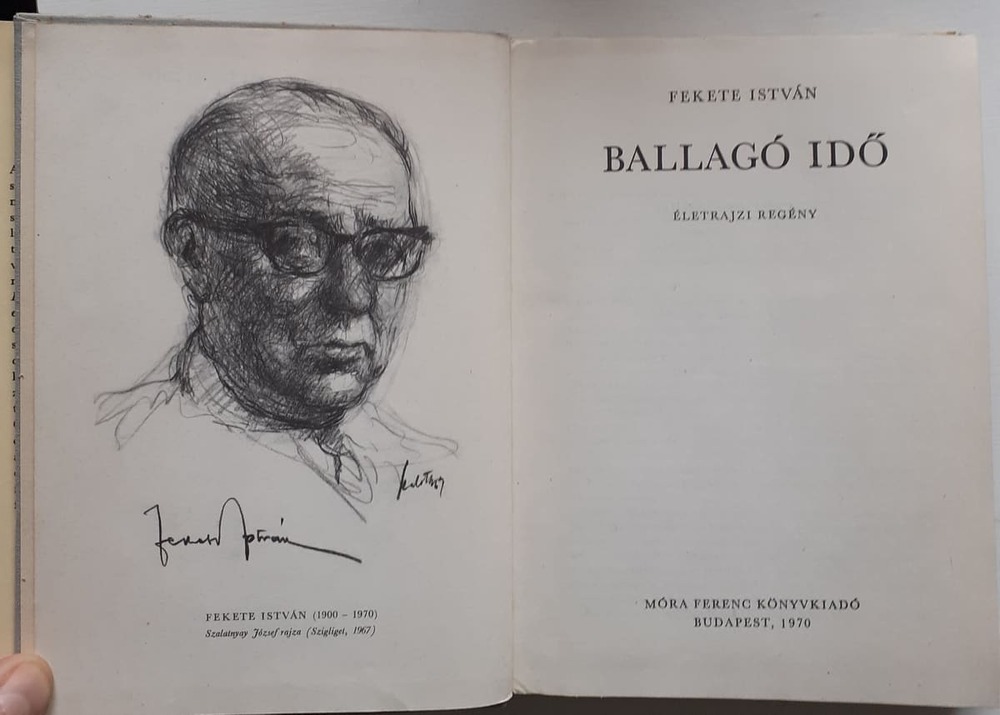 Fekete István
FEKETE ISTVÁN (1900 – 1970)
Szalatnyay József rajza (Szigliget, 1967)
FEKETE ISTVÁN
BALLAGÓ IDŐ
ÉLETRAJZI REGÉNY
MÓRA FERENC KÖNYVKIADÓ
BUDAPEST, 1970